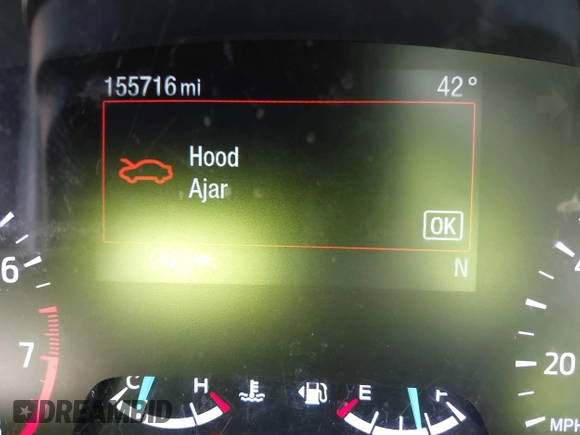 155716 mi 42°
Hood
Ajar
OK
N
6
7
20
MPH
C H E F
DREAMBID